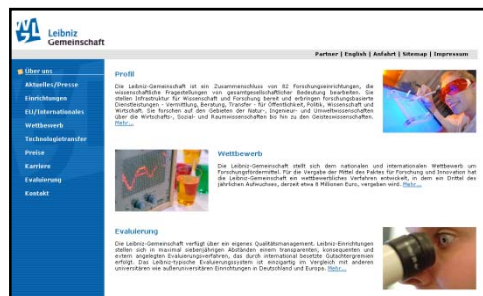 Leibniz
Gemeinschaft
Partner | English | Anfahrt | Sitemap | Impressum
Über uns
Aktuelles/Presse
Einrichtungen
EU/Internationales
Wettbewerb
Technologietransfer
Preise
Karriere
Evaluierung
Kontakt
Profil
Die Leibniz-Gemeinschaft ist ein Zusammenschluss von 82 Forschungseinrichtungen, die
wissenschaftliche Fragestellungen von gesamtgesellschaftlicher Bedeutung bearbeiten. Sie
stellen Infrastruktur für Wissenschaft und Forschung bereit und erbringen forschungsbasierte
Dienstleistungen - Vermittlung, Beratung, Transfer - für Öffentlichkeit, Politik, Wissenschaft und
Wirtschaft. Sie forschen auf den Gebieten der Natur-, Ingenieur- und Umweltwissenschaften
über die Wirtschafts-, Sozial- und Raumwissenschaften bis hin zu den Geisteswissenschaften.
Mehr...
Wettbewerb
Die Leibniz-Gemeinschaft stellt sich dem nationalen und internationalen Wettbewerb um
Forschungsfördermittel. Für die Vergabe der Mittel des Paktes für Forschung und Innovation hat
die Leibniz-Gemeinschaft ein wettbewerbliches Verfahren entwickelt, in dem ein Drittel des
jährlichen Aufwuchses, derzeit etwa 8 Millionen Euro, vergeben wird. Mehr...
Evaluierung
Die Leibniz-Gemeinschaft verfügt über ein eigenes Qualitätsmanagement. Leibniz-Einrichtungen
stellen sich in maximal siebenjährigen Abständen einem transparenten, konsequenten und
extern angelegten Evaluierungsverfahren, das durch international besetzte Gutachtergremien
erfolgt. Das Leibniz-typische Evaluierungssystem ist einzigartig im Vergleich mit anderen
universitären wie außeruniversitären Einrichtungen in Deutschland und Europa. Mehr...